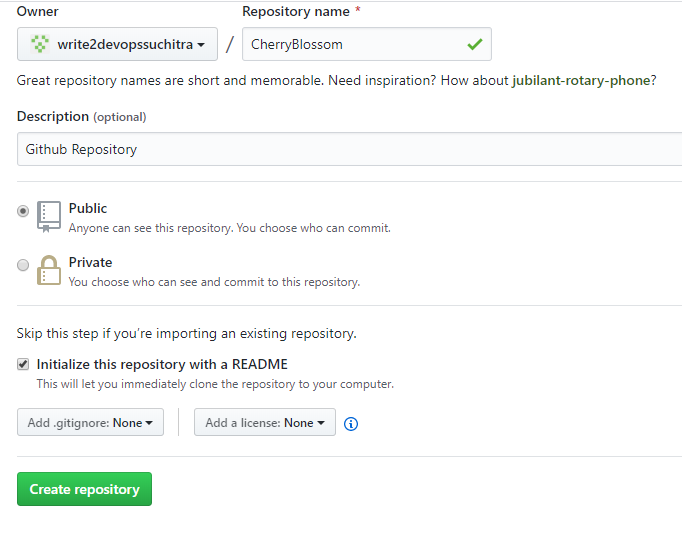 Owner
Repository name *
write2devopssuchitra / CherryBlossom
Great repository names are short and memorable. Need inspiration? How about jubilant-rotary-phone?
Description (optional)
Github Repository
Public
Anyone can see this repository. You choose who can commit.
Private
You choose who can see and commit to this repository.
Skip this step if you’re importing an existing repository.
Initialize this repository with a README
This will let you immediately clone the repository to your computer.
Add .gitignore: None
Add a license: None
Create repository